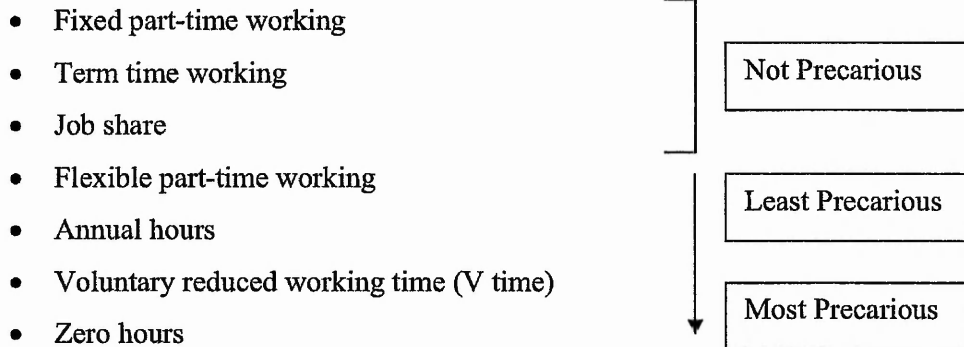 • Fixed part-time working
• Term time working
Not Precarious
• Job share
• Flexible part-time working
Least Precarious
• Annual hours
• Voluntary reduced working time (V time)
Most Precarious
• Zero hours